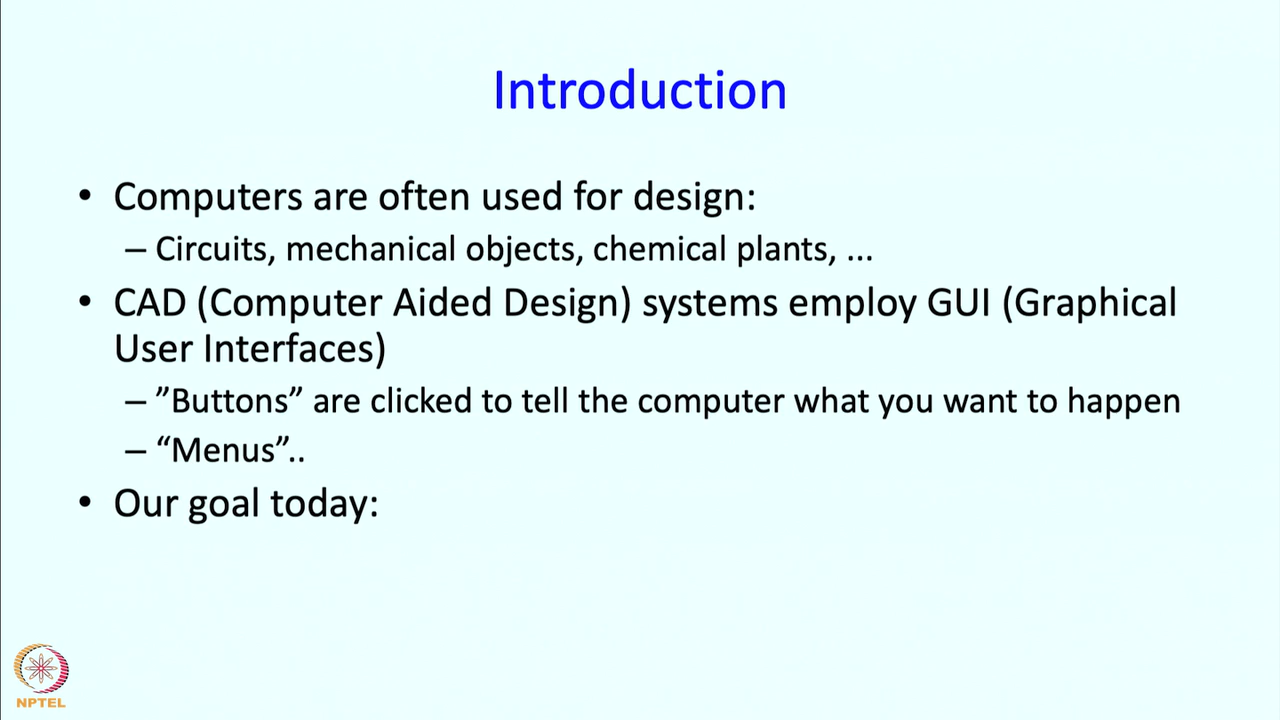 Introduction
• Computers are often used for design:
– Circuits, mechanical objects, chemical plants, ...
• CAD (Computer Aided Design) systems employ GUI (Graphical
User Interfaces)
– ”Buttons” are clicked to tell the computer what you want to happen
– “Menus”..
• Our goal today:
NPTEL